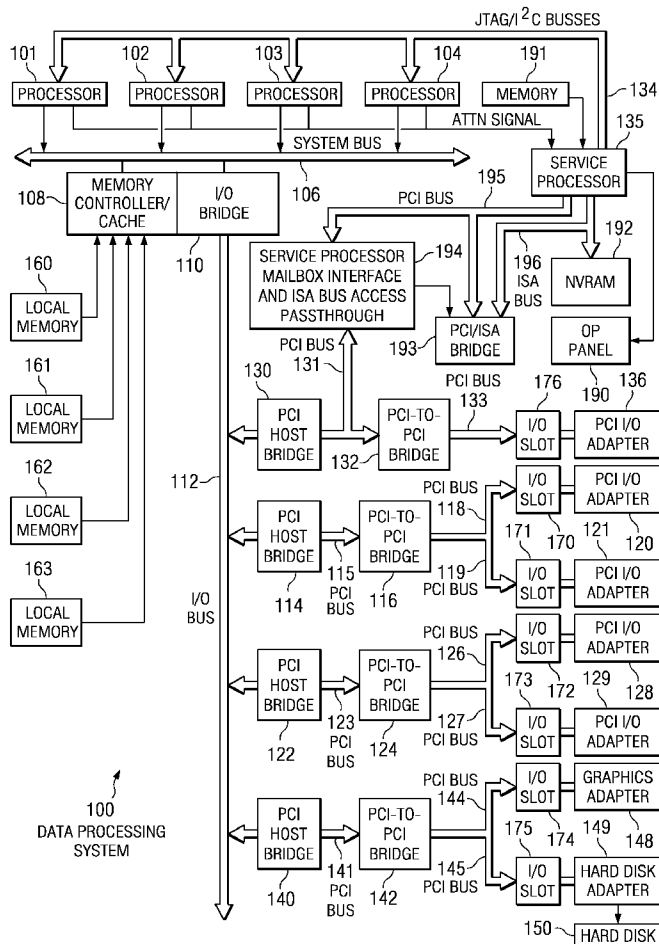 JTAG/I²C BUSSES
101
102
103
104
191
PROCESSOR
PROCESSOR
PROCESSOR
PROCESSOR
MEMORY
134
ATTN SIGNAL
135
SYSTEM BUS
SERVICE
PROCESSOR
106
108
MEMORY
CONTROLLER/
CACHE
I/O
BRIDGE
110
PCI BUS
195
194
SERVICE PROCESSOR
MAILBOX INTERFACE
AND ISA BUS ACCESS
PASSTHROUGH
196
ISA
BUS
192
NVRAM
160
LOCAL
MEMORY
PCI BUS
131
193
PCI/ISA
BRIDGE
OP
PANEL
190
161
LOCAL
MEMORY
130
PCI
HOST
BRIDGE
132
PCI-TO-
PCI
BRIDGE
PCI BUS
133
176
I/O
SLOT
136
PCI I/O
ADAPTER
162
LOCAL
MEMORY
112
I/O
BUS
163
LOCAL
MEMORY
PCI
HOST
BRIDGE
114
115
PCI
BUS
PCI-TO-
PCI
BRIDGE
116
PCI BUS
118
I/O
SLOT
170
PCI I/O
ADAPTER
120
119
PCI BUS
171
I/O
SLOT
121
PCI I/O
ADAPTER
PCI
HOST
BRIDGE
122
123
PCI
BUS
PCI-TO-
PCI
BRIDGE
124
PCI BUS
126
I/O
SLOT
172
PCI I/O
ADAPTER
128
127
PCI BUS
173
I/O
SLOT
129
PCI I/O
ADAPTER
100
DATA PROCESSING
SYSTEM
PCI
HOST
BRIDGE
140
141
PCI
BUS
PCI-TO-
PCI
BRIDGE
142
PCI BUS
144
I/O
SLOT
174
GRAPHICS
ADAPTER
148
145
PCI BUS
175
I/O
SLOT
149
HARD DISK
ADAPTER
150
HARD DISK